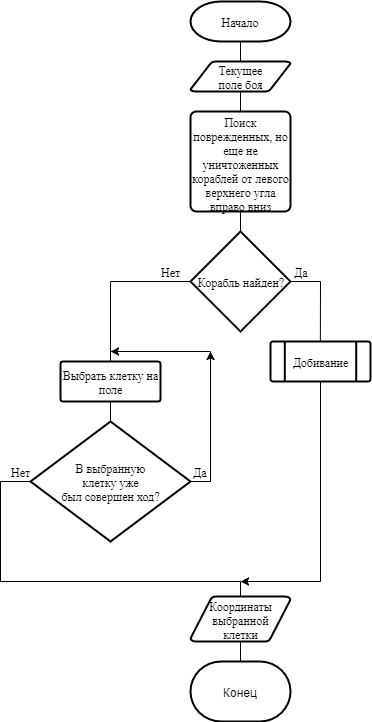 Начало
Текущее
поле боя
Поиск
поврежденных, но
еще не
уничтоженных
кораблей от левого
верхнего угла
вправо вниз
Нет
Корабль найден?
Да
Добивание
Выбрать клетку на
поле
Нет
В выбранную
клетку уже
был совершен ход?
Да
Координаты
выбранной
клетки
Конец